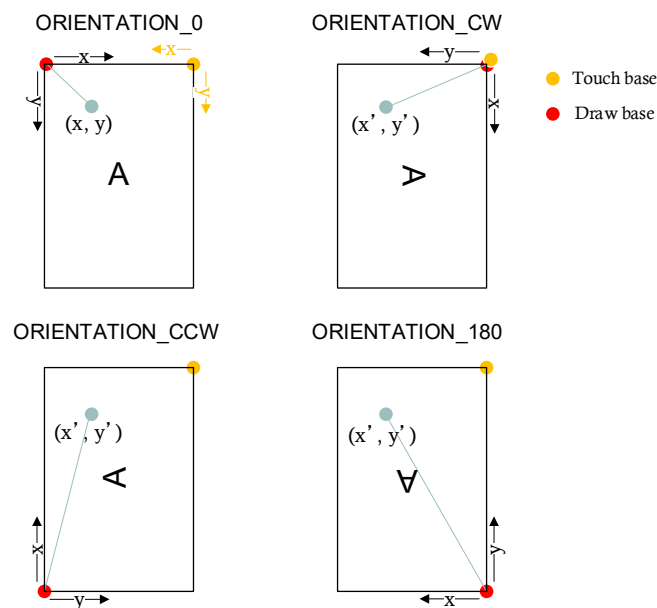 ORIENTATION_0
x
x
y
y
(x, y)
A
ORIENTATION_CW
y
x
(x', y')
A
Touch base
Draw base
ORIENTATION_CCW
(x', y')
A
x
y
ORIENTATION_180
(x', y')
A
y
x